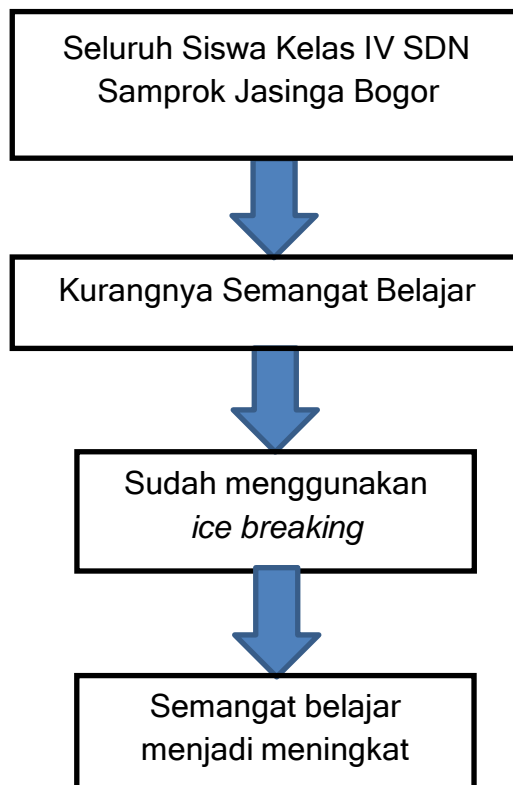 Seluruh Siswa Kelas IV SDN
Samprok Jasinga Bogor
Kurangnya Semangat Belajar
Sudah menggunakan
ice breaking
Semangat belajar
menjadi meningkat